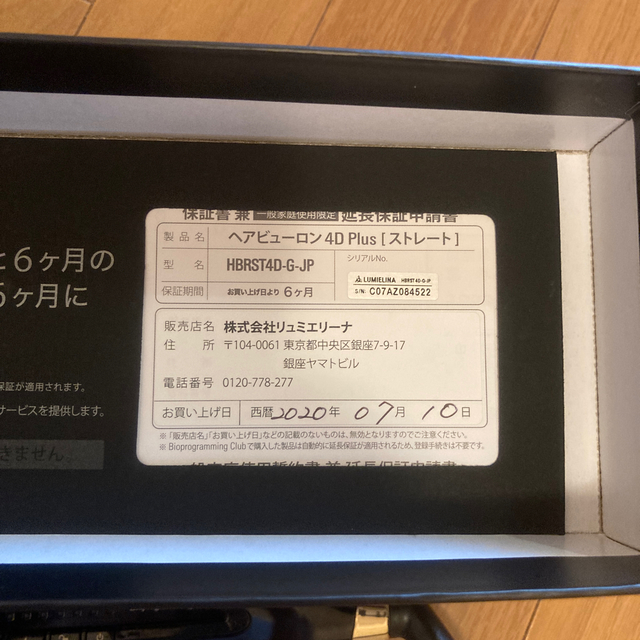 と6ヶ月の
6ヶ月に
保証が適用されます。
サービスを提供します。
きません
保証書 兼 一般家庭使用限定 延長保証申請書
製品名 ヘアビューロン 4D Plus [ストレート]
型名 HBRST4D-G-JP
シリアルNo.
LUMIELINA HBRST4D-G-JP
S/N: C07AZ084522
保証期間 お買い上げ日より 6ヶ月
販売店名 株式会社リュミエリーナ
住所 〒104-0061 東京都中央区銀座7-9-17
銀座ヤマトビル
電話番号 0120-778-277
お買い上げ日 西暦2020年 07月 10日
※「販売店名」「お買い上げ日」などの記載のないものは、無効となりますのでご注意ください。
※ Bioprogramming Clubで購入した製品は自動的に延長保証が適用されるため、登録手続きは不要です。